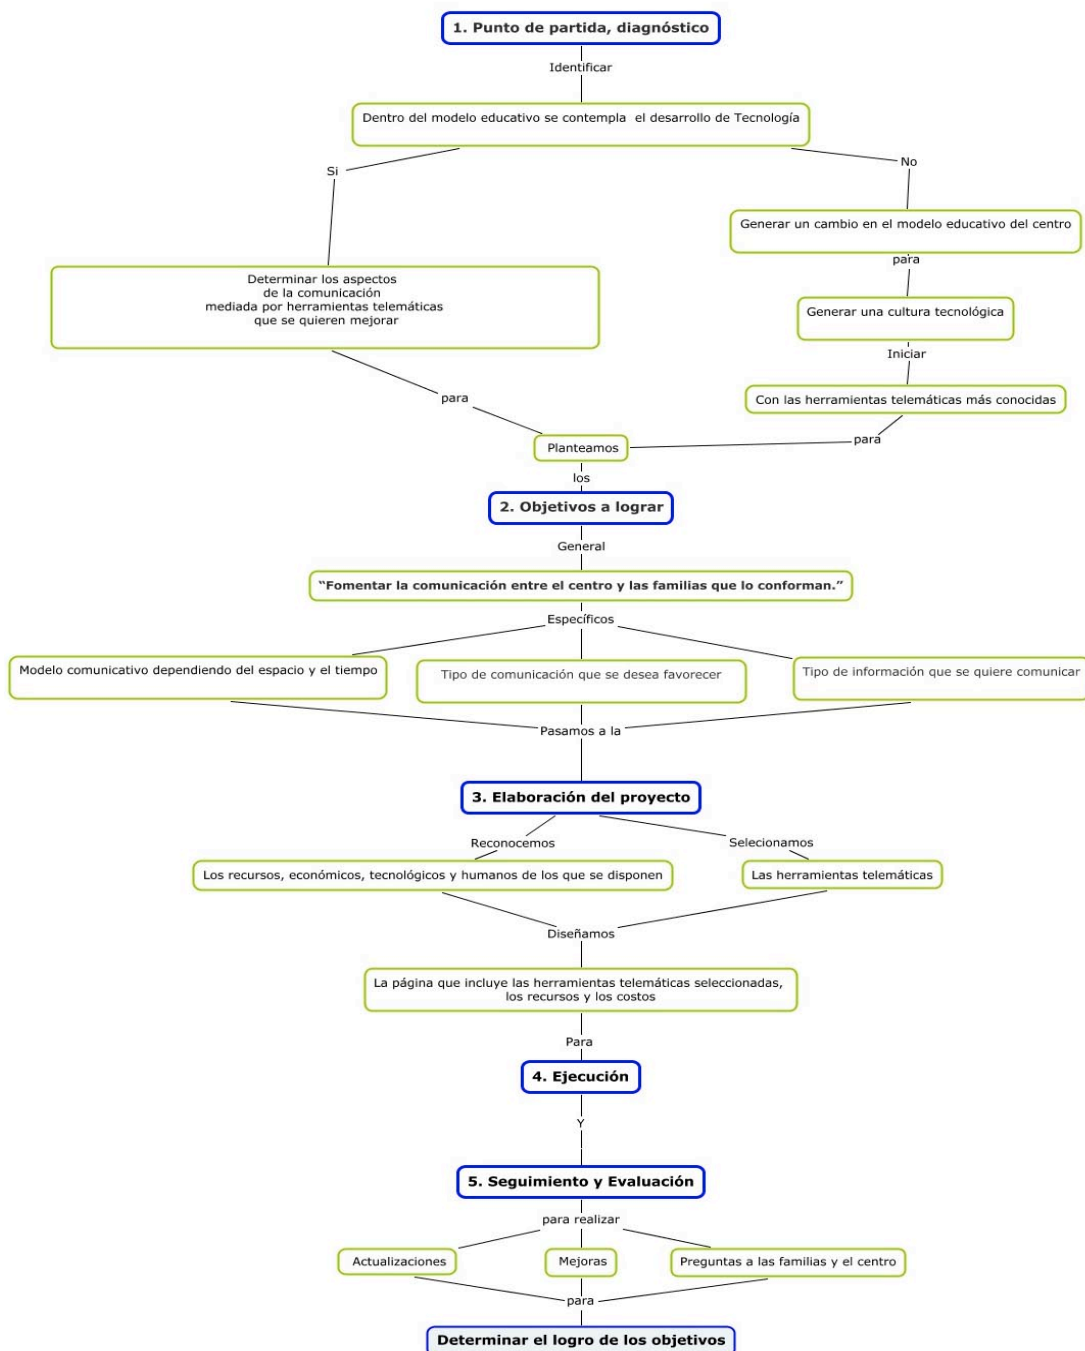 1. Punto de partida, diagnóstico
Identificar
Dentro del modelo educativo se contempla el desarrollo de Tecnología
Si
No
Generar un cambio en el modelo educativo del centro
para
Determinar los aspectos
de la comunicación
mediada por herramientas telemáticas
que se quieren mejorar
Generar una cultura tecnológica
Iniciar
Con las herramientas telemáticas más conocidas
para
para
Planteamos
los
2. Objetivos a lograr
General
“Fomentar la comunicación entre el centro y las familias que lo conforman.”
Específicos
Modelo comunicativo dependiendo del espacio y el tiempo
Tipo de comunicación que se desea favorecer
Tipo de información que se quiere comunicar
Pasamos a la
3. Elaboración del proyecto
Reconocemos
Selecionamos
Los recursos, económicos, tecnológicos y humanos de los que se disponen
Las herramientas telemáticas
Diseñamos
La página que incluye las herramientas telemáticas seleccionadas,
los recursos y los costos
Para
4. Ejecución
Y
5. Seguimiento y Evaluación
para realizar
Actualizaciones
Mejoras
Preguntas a las familias y el centro
para
Determinar el logro de los objetivos